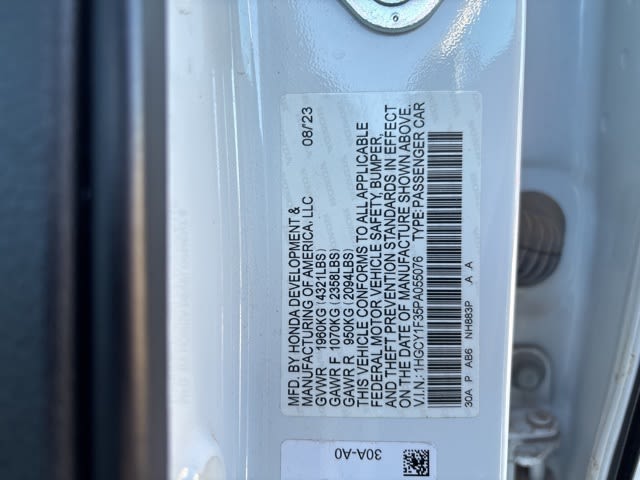 MFD. BY HONDA DEVELOPMENT & 08/23
MANUFACTURING OF AMERICA, LLC
GVWR 1960KG (4321LBS)
GAWR F 1070KG (2358LBS)
GAWR R 950KG (2094LBS)
THIS VEHICLE CONFORMS TO ALL APPLICABLE
FEDERAL MOTOR VEHICLE SAFETY, BUMPER,
AND THEFT PREVENTION STANDARDS IN EFFECT
ON THE DATE OF MANUFACTURE SHOWN ABOVE.
V.I.N.:1HGCY1F35PA055076 TYPE:PASSENGER CAR
30A P AB6 NH883P A A
30A-A0